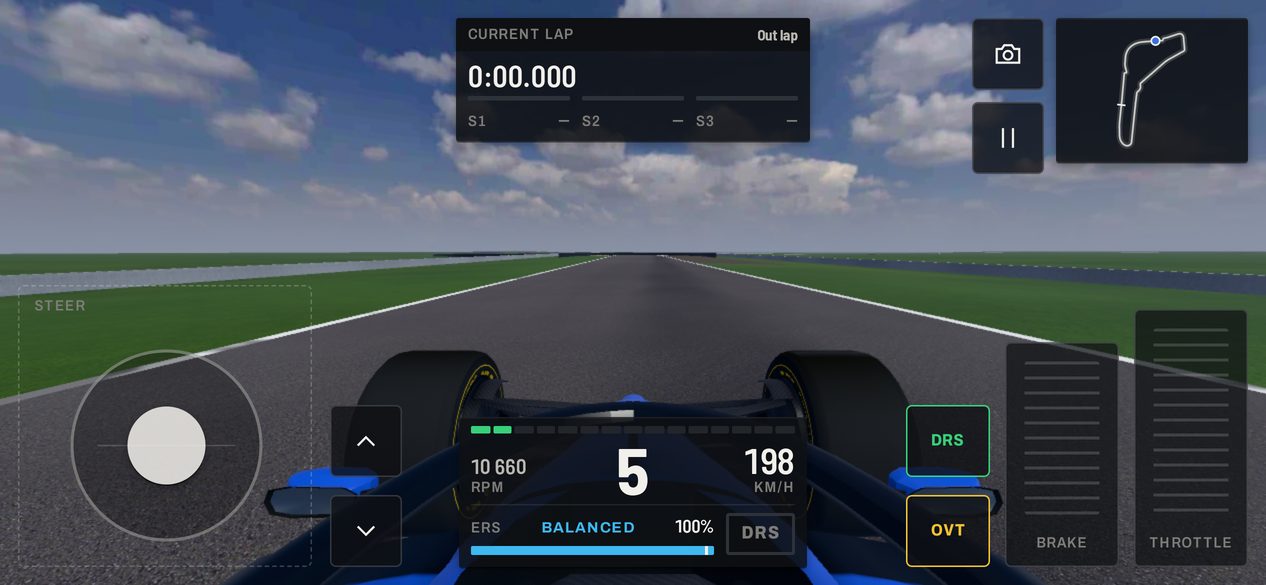 CURRENT LAP Out lap
0:00.000
S1 – S2 – S3 –
STEER
10 660 RPM
5
198 KM/H
ERS BALANCED 100% DRS
DRS
OVT
BRAKE
THROTTLE